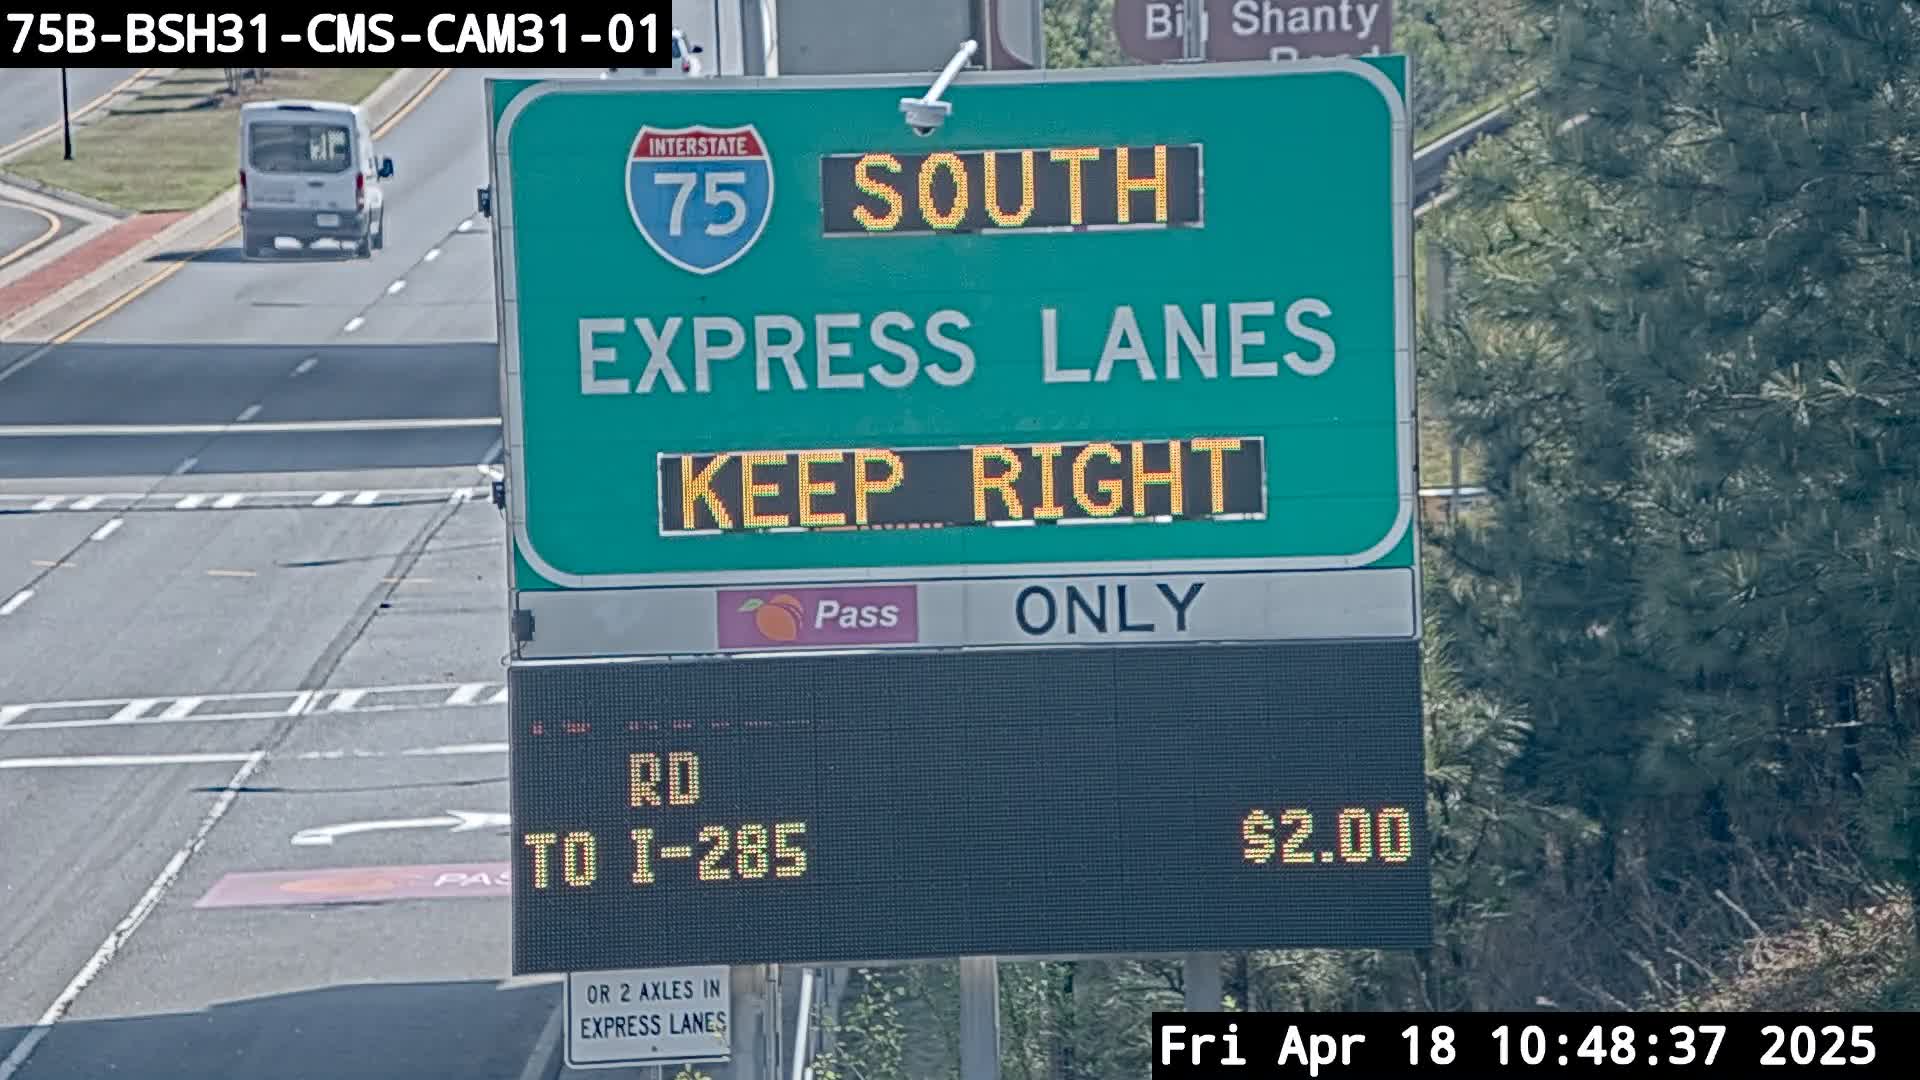 75B-BSH31-CMS-CAM31-01
Big Shanty
Road
INTERSTATE
75
SOUTH
EXPRESS LANES
KEEP RIGHT
Pass
ONLY
RD
TO I-285 $2.00
OR 2 AXLES IN
EXPRESS LANES
Fri Apr 18 10:48:37 2025